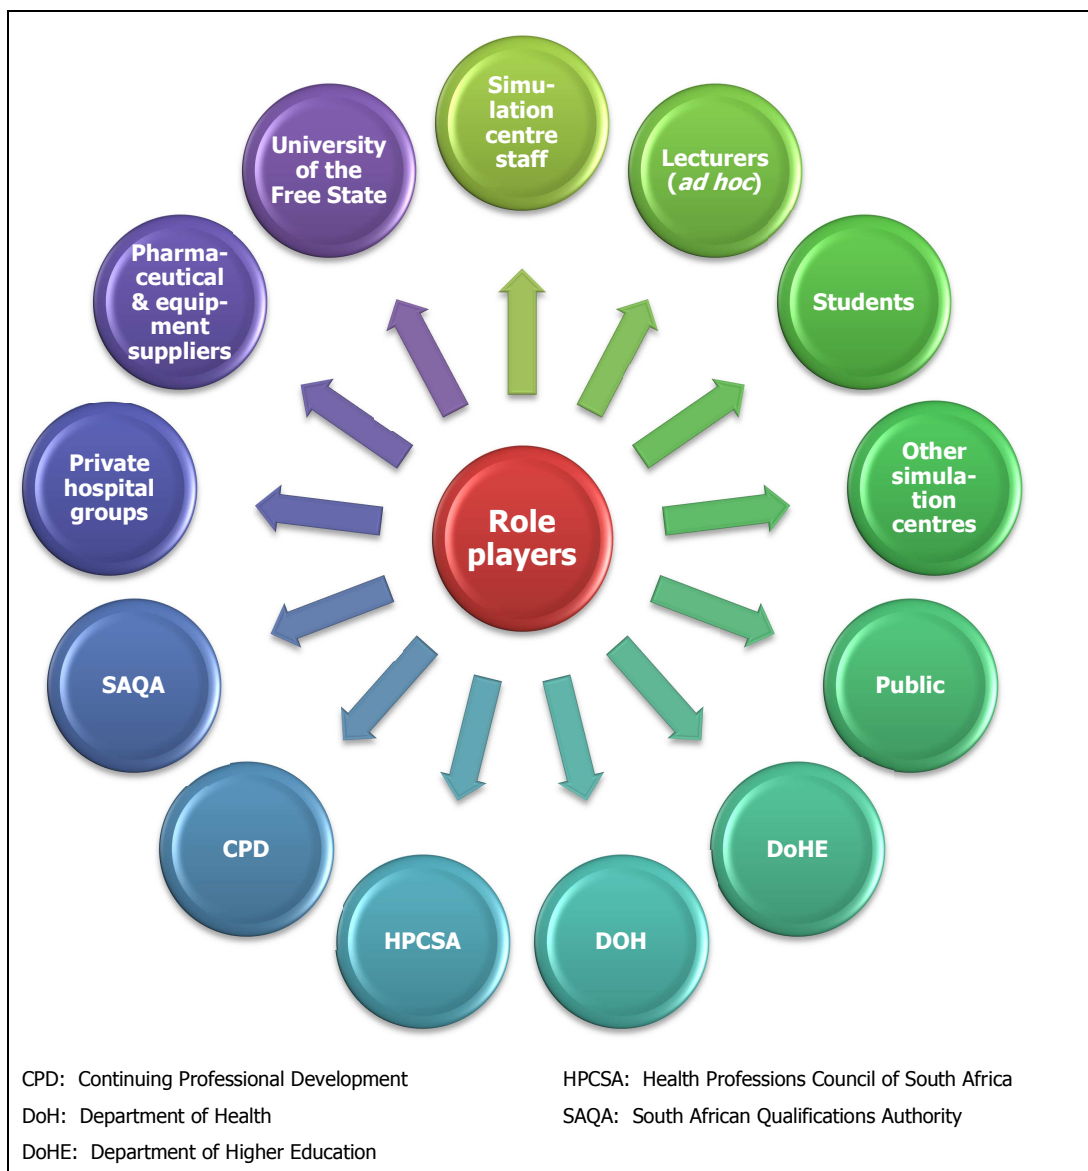 Simu-
lation
centre
staff
Lecturers
(ad hoc)
Students
Other
simula-
tion
centres
Public
DoHE
DOH
HPCSA
CPD
SAQA
Private
hospital
groups
Pharma-
ceutical
& equip-
ment
suppliers
University
of the
Free State
Role
players
CPD:  Continuing Professional Development
DoH:  Department of Health
DoHE:  Department of Higher Education
HPCSA:  Health Professions Council of South Africa
SAQA:  South African Qualifications Authority